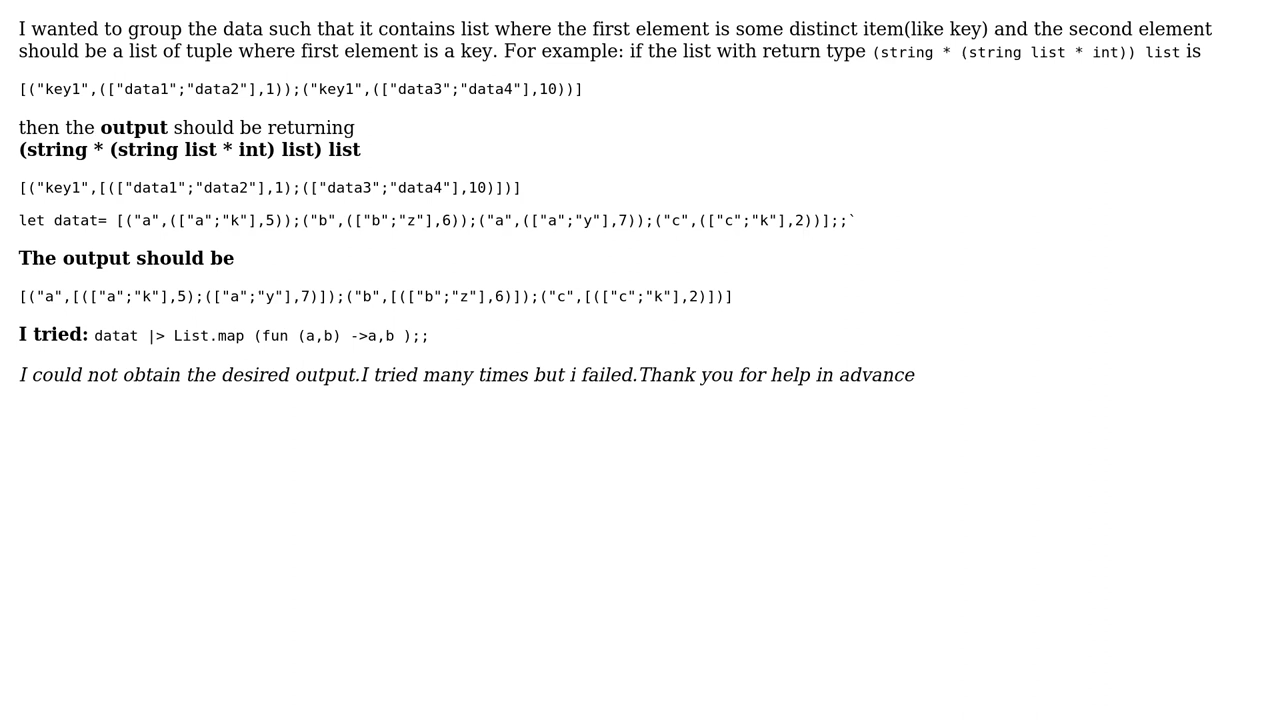 I wanted to group the data such that it contains list where the first element is some distinct item(like key) and the second element
should be a list of tuple where first element is a key. For example: if the list with return type (string * (string list * int)) list is
[("key1",(["data1";"data2"],1));("key1",(["data3";"data4"],10))]
then the output should be returning
(string * (string list * int) list) list
[("key1",[(["data1";"data2"],1);(["data3";"data4"],10)])]
let datat= [("a",(["a";"k"],5));("b",(["b";"z"],6));("a",(["a";"y"],7));("c",(["c";"k"],2))];;`
The output should be
[("a",[(["a";"k"],5);(["a";"y"],7)]);("b",[(["b";"z"],6)]);("c",[(["c";"k"],2)])]
I tried: datat |> List.map (fun (a,b) ->a,b );;
I could not obtain the desired output.I tried many times but i failed.Thank you for help in advance